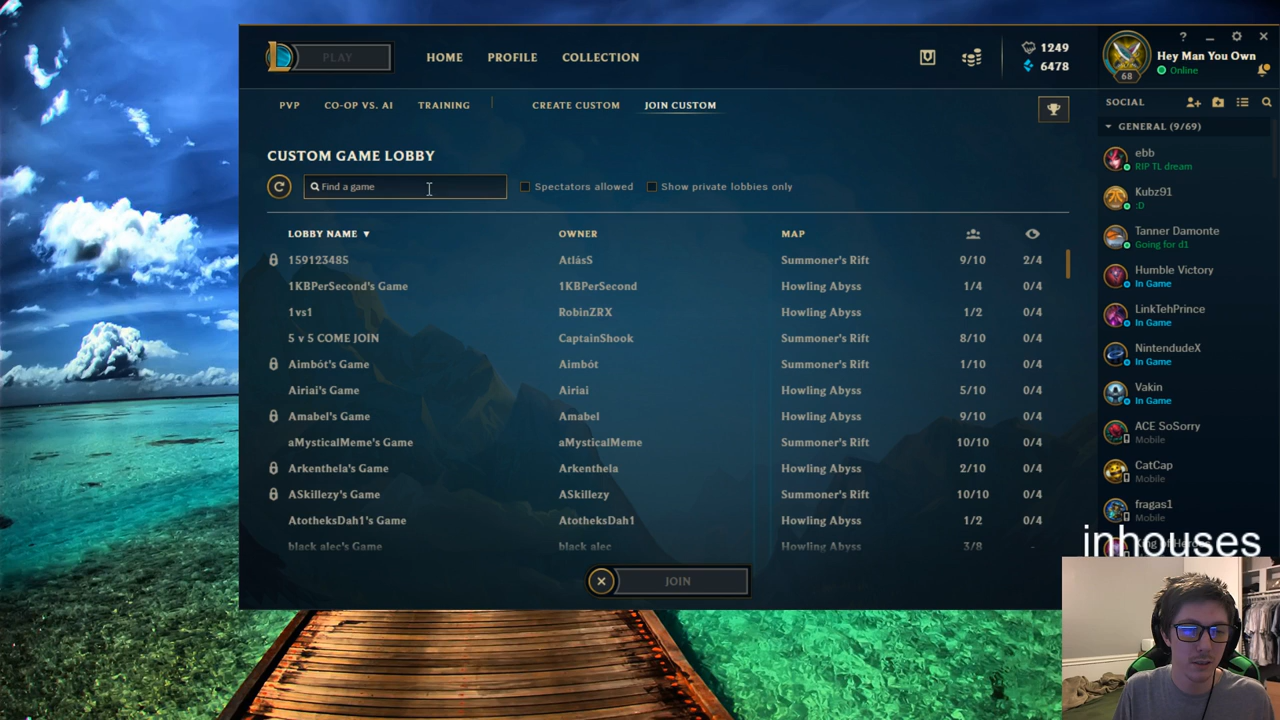 PLAY
HOME PROFILE COLLECTION
1249
6478
68
Hey Man You Own
Online
PVP CO-OP VS. AI TRAINING CREATE CUSTOM JOIN CUSTOM
SOCIAL
GENERAL (9/69)
CUSTOM GAME LOBBY
Find a game Spectators allowed Show private lobbies only
LOBBY NAME ▼ OWNER MAP
159123485 AtlásS Summoner's Rift 9/10 2/4
1KBPerSecond's Game 1KBPerSecond Howling Abyss 1/4 0/4
1vs1 RobinZRX Howling Abyss 1/2 0/4
5 v 5 COME JOIN CaptainShook Summoner's Rift 8/10 0/4
Aimbót's Game Aimbót Summoner's Rift 1/10 0/4
Airiai's Game Airiai Howling Abyss 5/10 0/4
Amabel's Game Amabel Howling Abyss 9/10 0/4
aMysticalMeme's Game aMysticalMeme Summoner's Rift 10/10 0/4
Arkenthela's Game Arkenthela Howling Abyss 2/10 0/4
ASkillezy's Game ASkillezy Summoner's Rift 10/10 0/4
AtotheksDah1's Game AtotheksDah1 Howling Abyss 1/2 0/4
black alec's Game black alec Howling Abyss 3/8 -
JOIN
ebb
RIP TL dream
Kubz91
:D
Tanner Damonte
Going for d1
Humble Victory
In Game
LinkTehPrince
In Game
NintendudeX
In Game
Vakin
In Game
ACE SoSorry
Mobile
CatCap
Mobile
fragas1
Mobile
inhouses